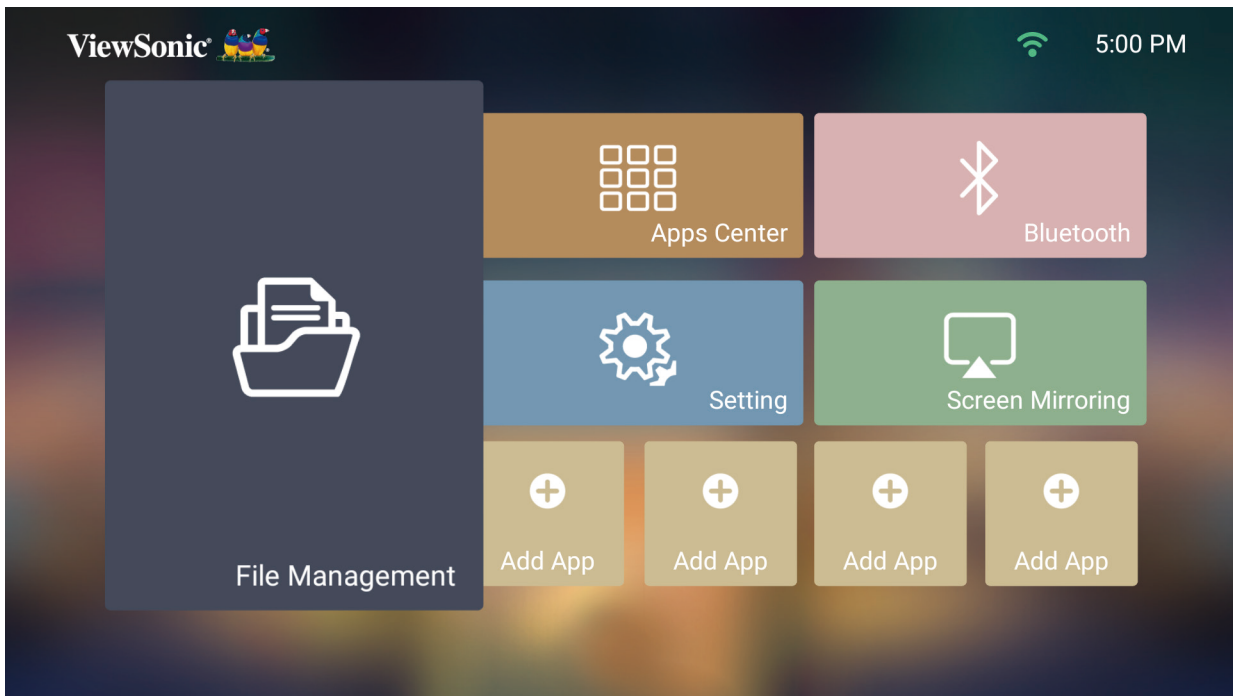 ViewSonic®
5:00 PM
Apps Center
Bluetooth
Setting
Screen Mirroring
File Management
Add App
Add App
Add App
Add App